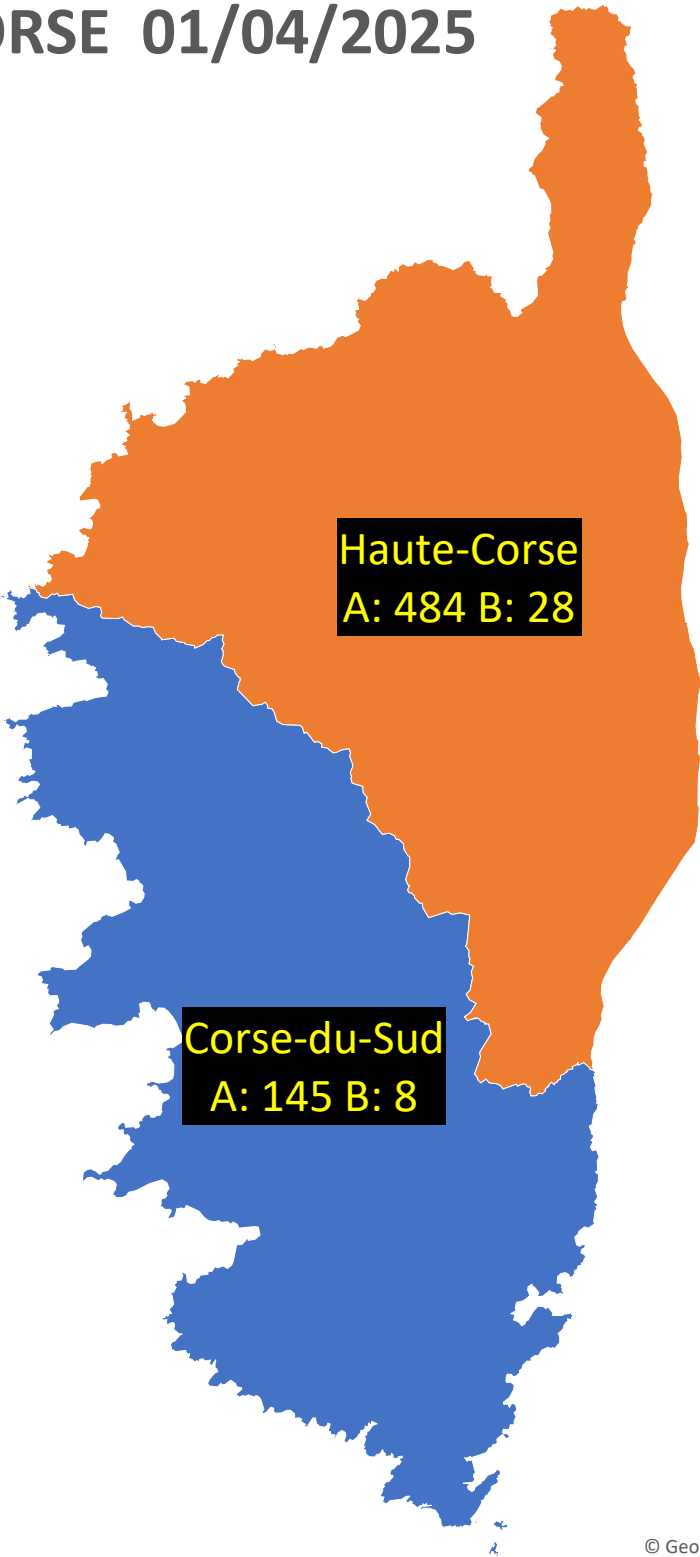 ORSE 01/04/2025
Haute-Corse
A: 484 B: 28
Corse-du-Sud
A: 145 B: 8
© Geo